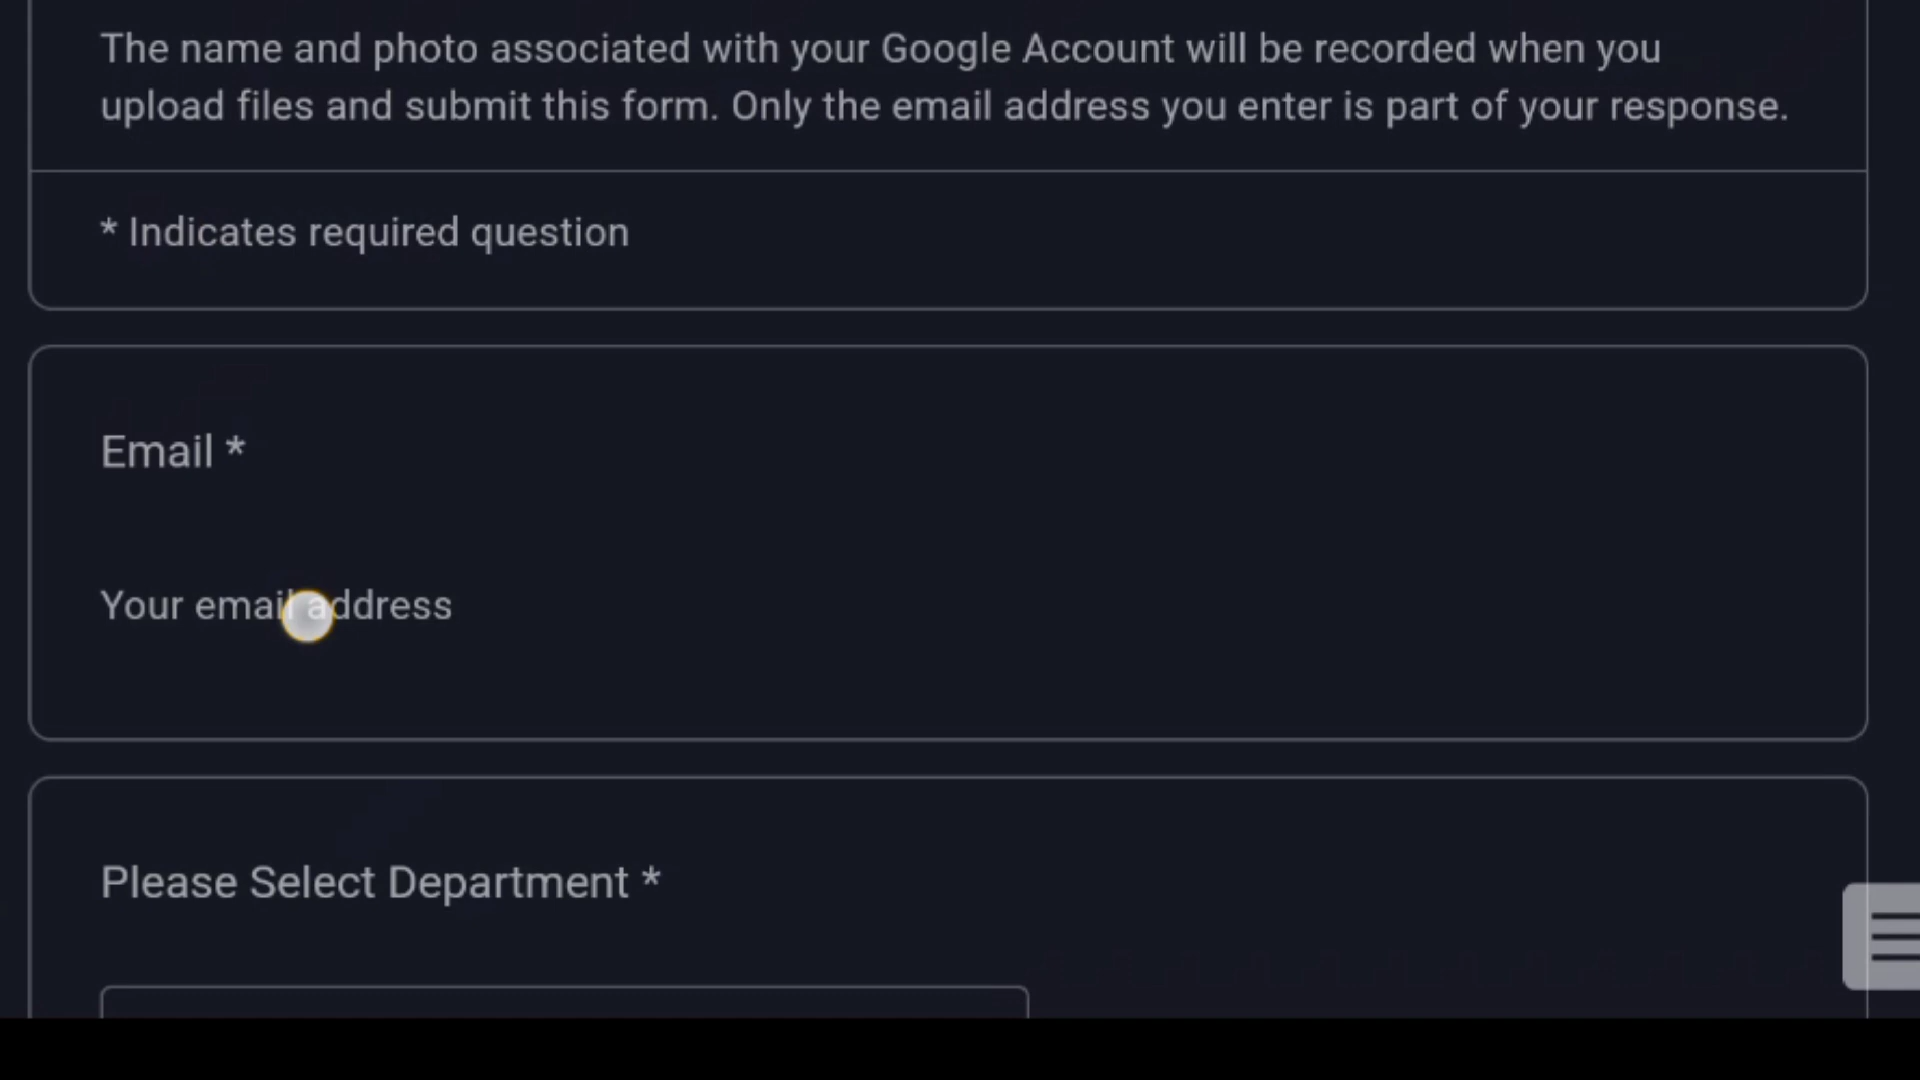 The name and photo associated with your Google Account will be recorded when you
upload files and submit this form. Only the email address you enter is part of your response.
* Indicates required question
Email *
Your email address
Please Select Department *